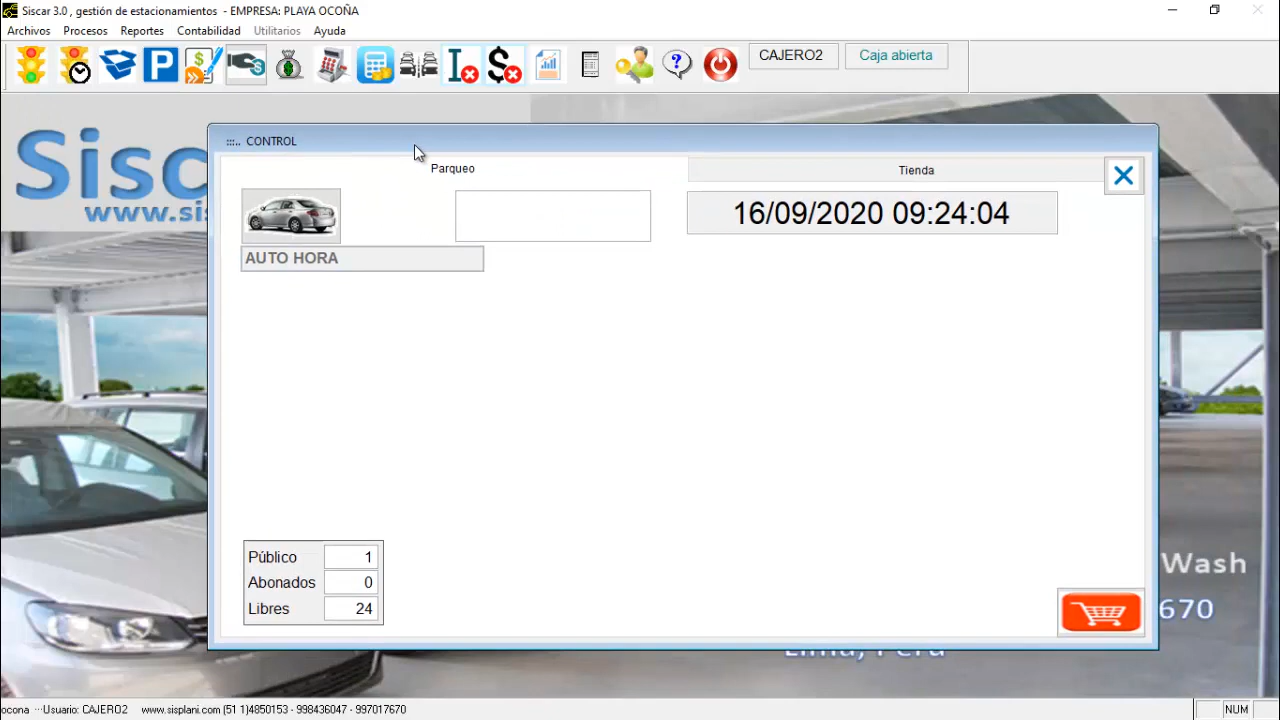 Siscar 3.0 , gestión de estacionamientos - EMPRESA: PLAYA OCOÑA
Archivos Procesos Reportes Contabilidad Utilitarios Ayuda
CAJERO2 Caja abierta
:::.. CONTROL
Parqueo Tienda
16/09/2020 09:24:04
AUTO HORA
Público 1
Abonados 0
Libres 24
Sisc
www.sis
Wash
670
Lima, Perú
ocona ···Usuario: CAJERO2 www.sisplani.com (51 1)4850153 - 998436047 - 997017670 NUM